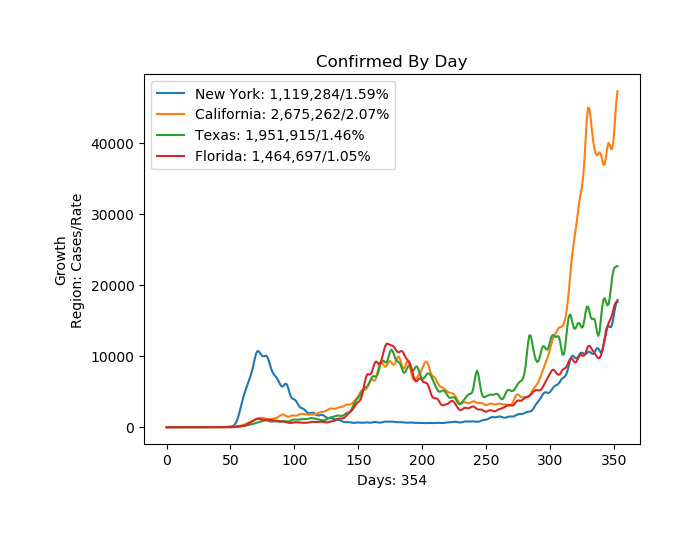 Confirmed By Day
New York: 1,119,284/1.59%
California: 2,675,262/2.07%
Texas: 1,951,915/1.46%
Florida: 1,464,697/1.05%
Growth
Region: Cases/Rate
40000
30000
20000
10000
0
0 50 100 150 200 250 300 350
Days: 354